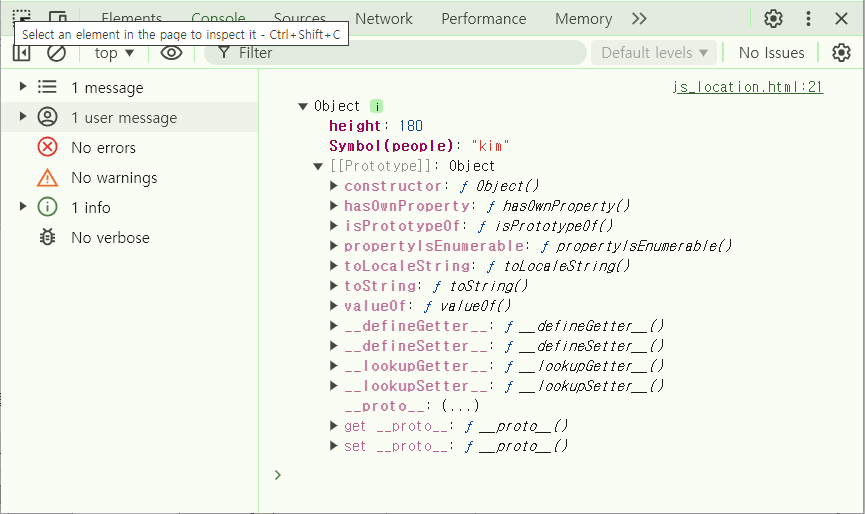 Elements Console Sources Network Performance Memory
Select an element in the page to inspect it - Ctrl+Shift+C
top ▼ Filter Default levels ▼ No Issues
1 message
1 user message
No errors
No warnings
1 info
No verbose
js_location.html:21
▼ Object i
height: 180
Symbol(people): "kim"
▼ [[Prototype]]: Object
▶ constructor: ƒ Object()
▶ hasOwnProperty: ƒ hasOwnProperty()
▶ isPrototypeOf: ƒ isPrototypeOf()
▶ propertyIsEnumerable: ƒ propertyIsEnumerable()
▶ toLocaleString: ƒ toLocaleString()
▶ toString: ƒ toString()
▶ valueOf: ƒ valueOf()
▶ __defineGetter__: ƒ __defineGetter__()
▶ __defineSetter__: ƒ __defineSetter__()
▶ __lookupGetter__: ƒ __lookupGetter__()
▶ __lookupSetter__: ƒ __lookupSetter__()
__proto__: (...)
▶ get __proto__: ƒ __proto__()
▶ set __proto__: ƒ __proto__()